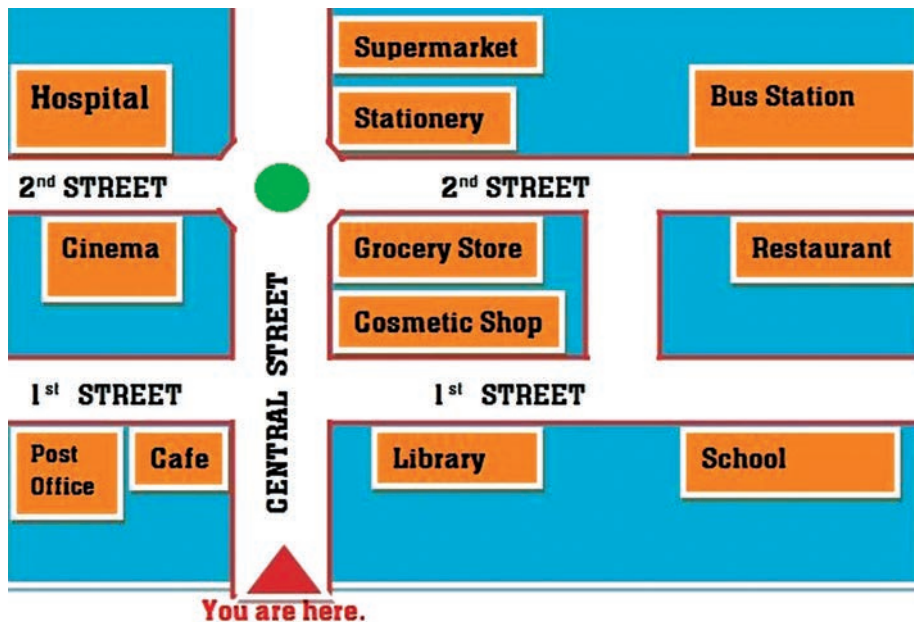 Supermarket
Hospital
Stationery
Bus Station
2nd STREET
2nd STREET
Cinema
Grocery Store
Restaurant
Cosmetic Shop
CENTRAL STREET
1st STREET
1st STREET
Post
Office
Cafe
Library
School
You are here.